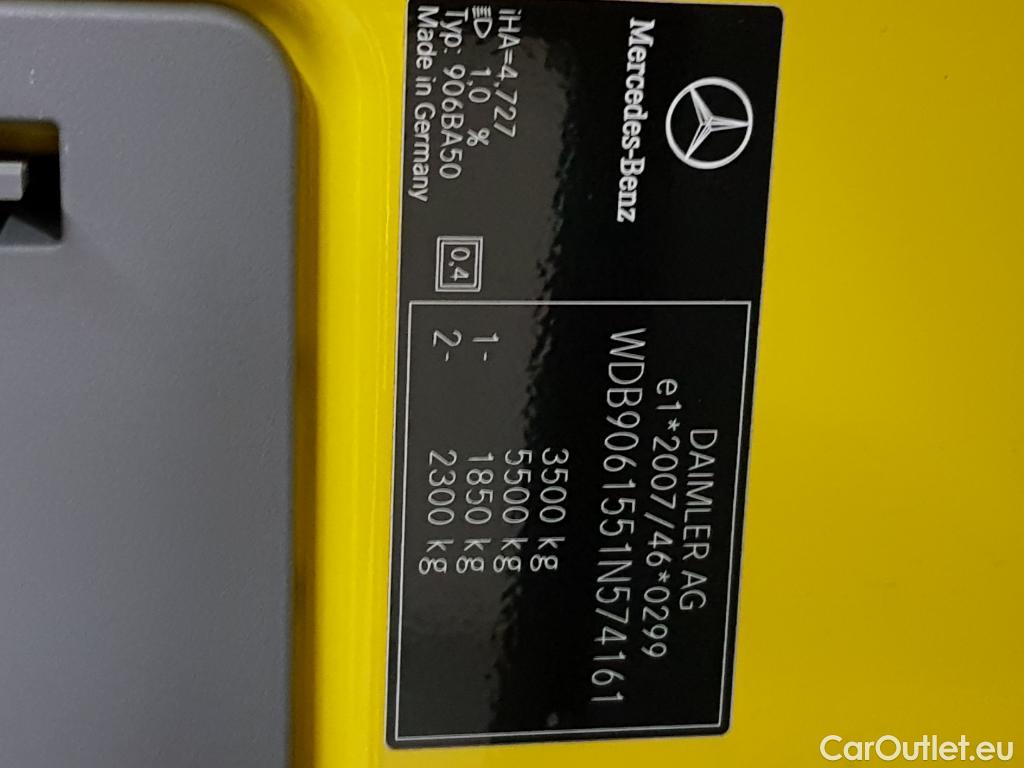 Mercedes-Benz
iHA=4,727
1,0 %
Typ: 906BA50
Made in Germany
0,4
DAIMLER AG
e1*2007/46*0299
WDB9061551N574161
3500 kg
5500 kg
1- 1850 kg
2- 2300 kg
CarOutlet.eu